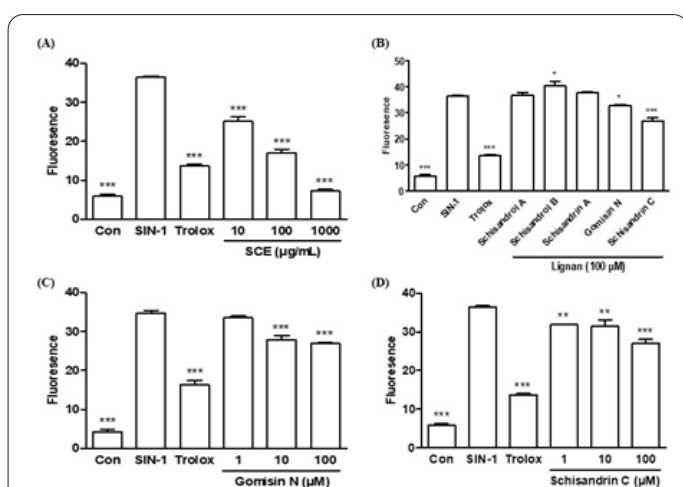 (A)
Fluoresence
40
30
20
10
0
***
***
***
***
***
Con SIN-1 Trolox 10 100 1000
SCE (µg/mL)
(B)
Fluoresence
50
40
30
20
10
0
***
***
*
*
***
Con SIN-1 Trolox Schisandrol A Schisandrol B Schisandrin A Gomisin N Schisandrin C
Lignan (100 µM)
(C)
Fluoresence
40
30
20
10
0
***
***
***
***
Con SIN-1 Trolox 1 10 100
Gomisin N (µM)
(D)
Fluoresence
40
30
20
10
0
***
***
**
**
***
Con SIN-1 Trolox 1 10 100
Schisandrin C (µM)